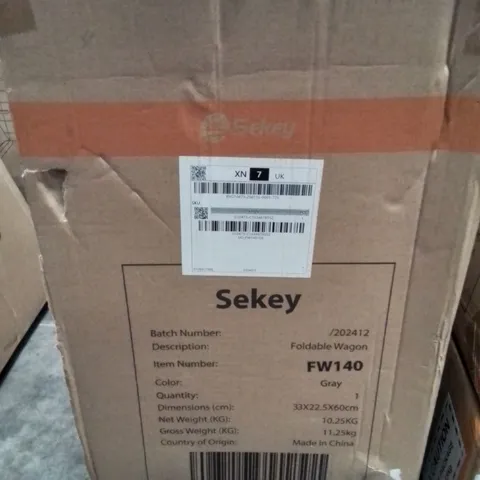 Sekey
XN 7 UK
SKU
Sekey
Batch Number: /202412
Description: Foldable Wagon
Item Number: FW140
Color: Gray
Quantity: 1
Dimensions (cm): 33X22.5X60cm
Net Weight (KG): 10.25KG
Gross Weight (KG): 11.25kg
Country of Origin: Made In China